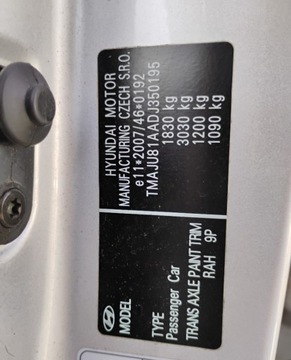 HYUNDAI MOTOR
MANUFACTURING CZECH S.R.O.
e11*2007/46*0192
TMAJU81AADJ350195
1830 kg
3030 kg
1200 kg
1090 kg
MODEL
TYPE
Passenger Car
TRANS AXLE PAINT TRIM
RAH 9P